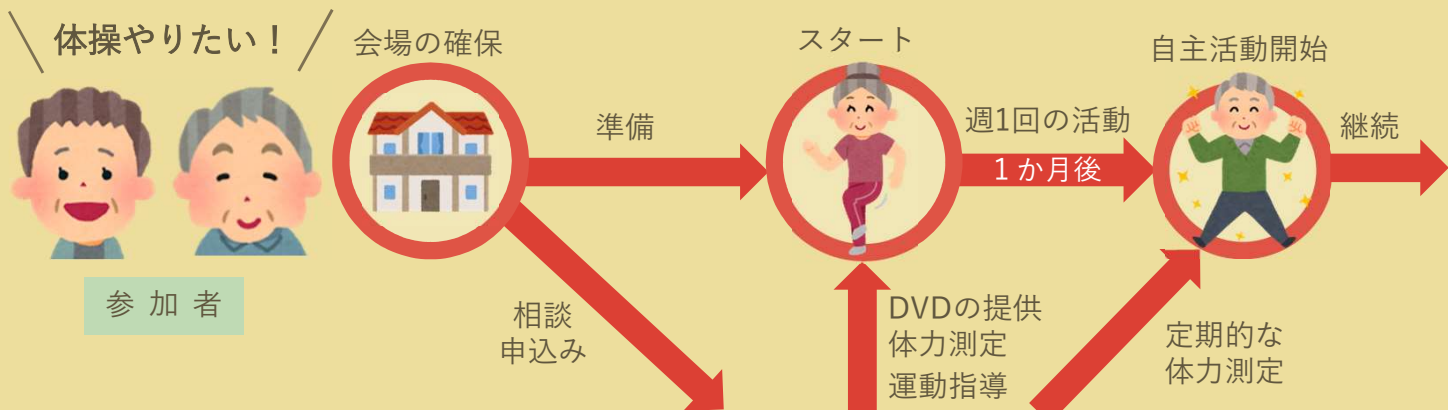 体操やりたい！
会場の確保
スタート
自主活動開始
準備
週1回の活動
１か月後
継続
参加者
相談
申込み
DVDの提供
体力測定
運動指導
定期的な
体力測定